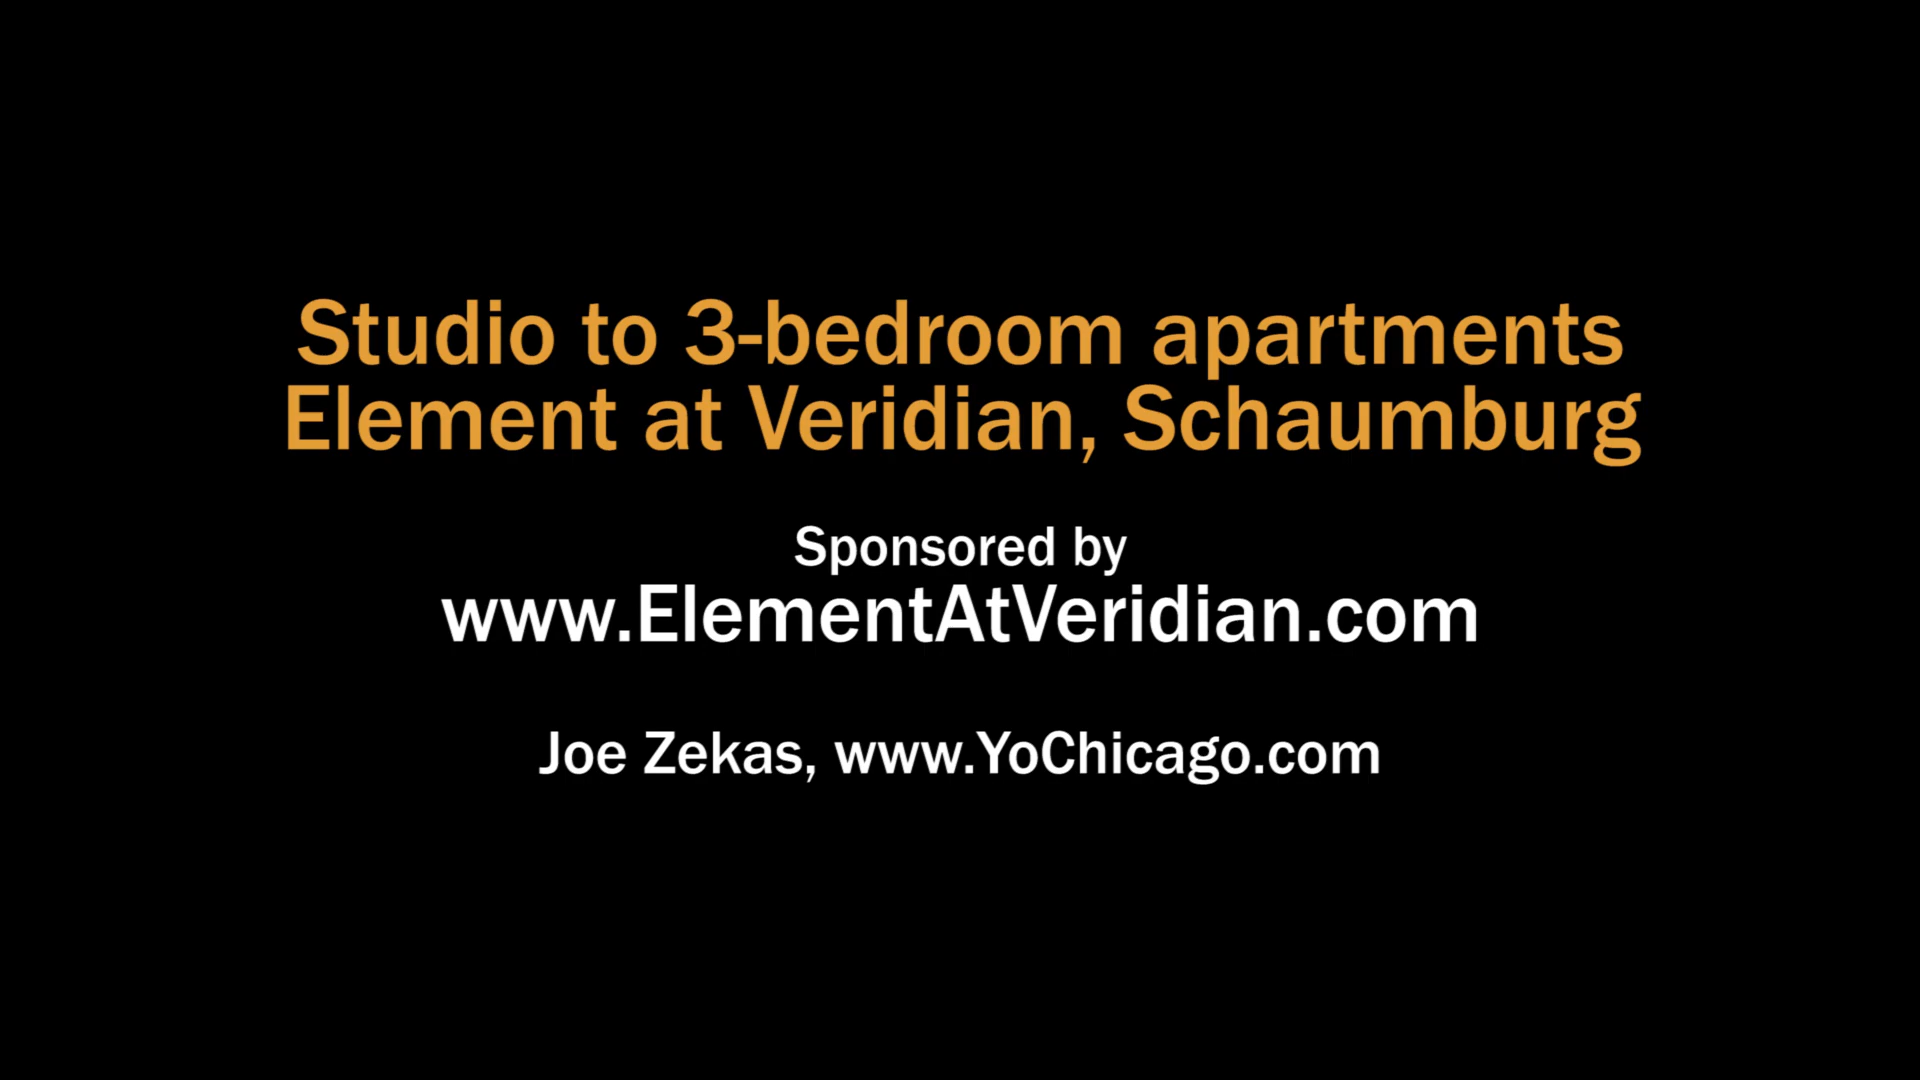 Studio to 3-bedroom apartments
Element at Veridian, Schaumburg
Sponsored by
www.ElementAtVeridian.com
Joe Zekas, www.YoChicago.com